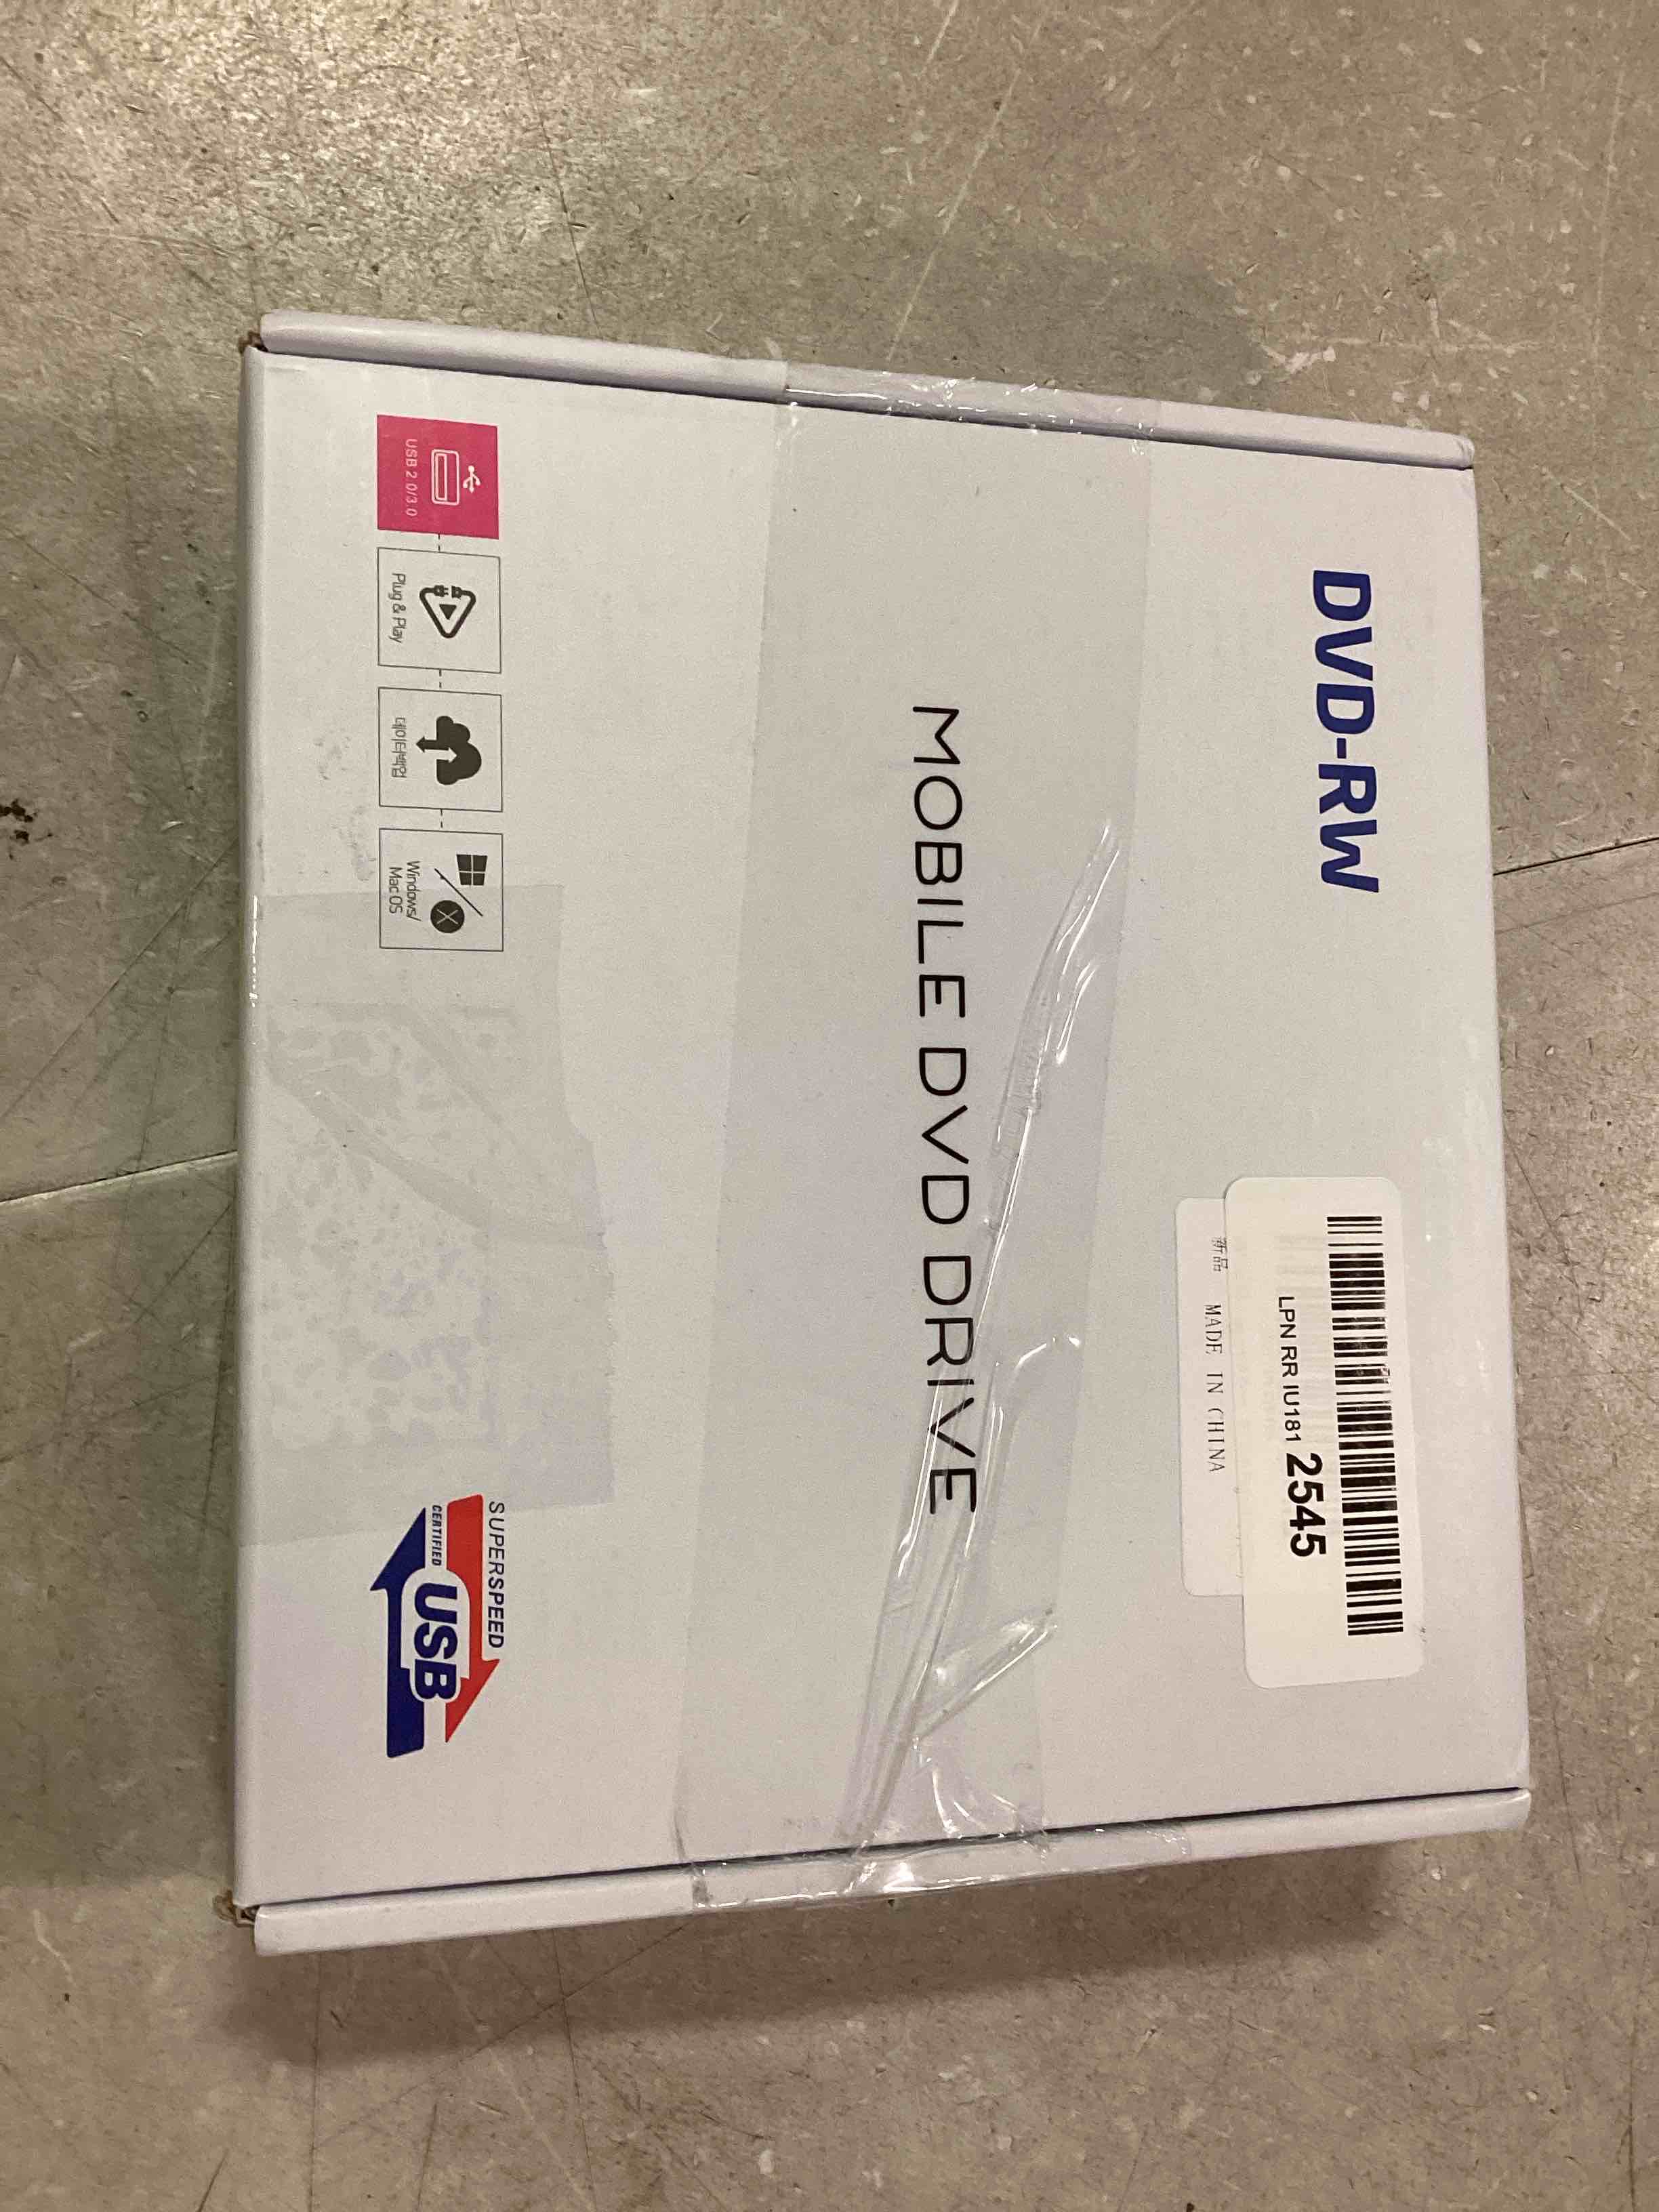 DVD-RW
LPN RR IU181 2545
新品
MADE IN CHINA
MOBILE DVD DRIVE
USB 2.0/3.0
Plug & Play
데이터백업
Windows/
Mac OS
SUPERSPEED
CERTIFIED
USB